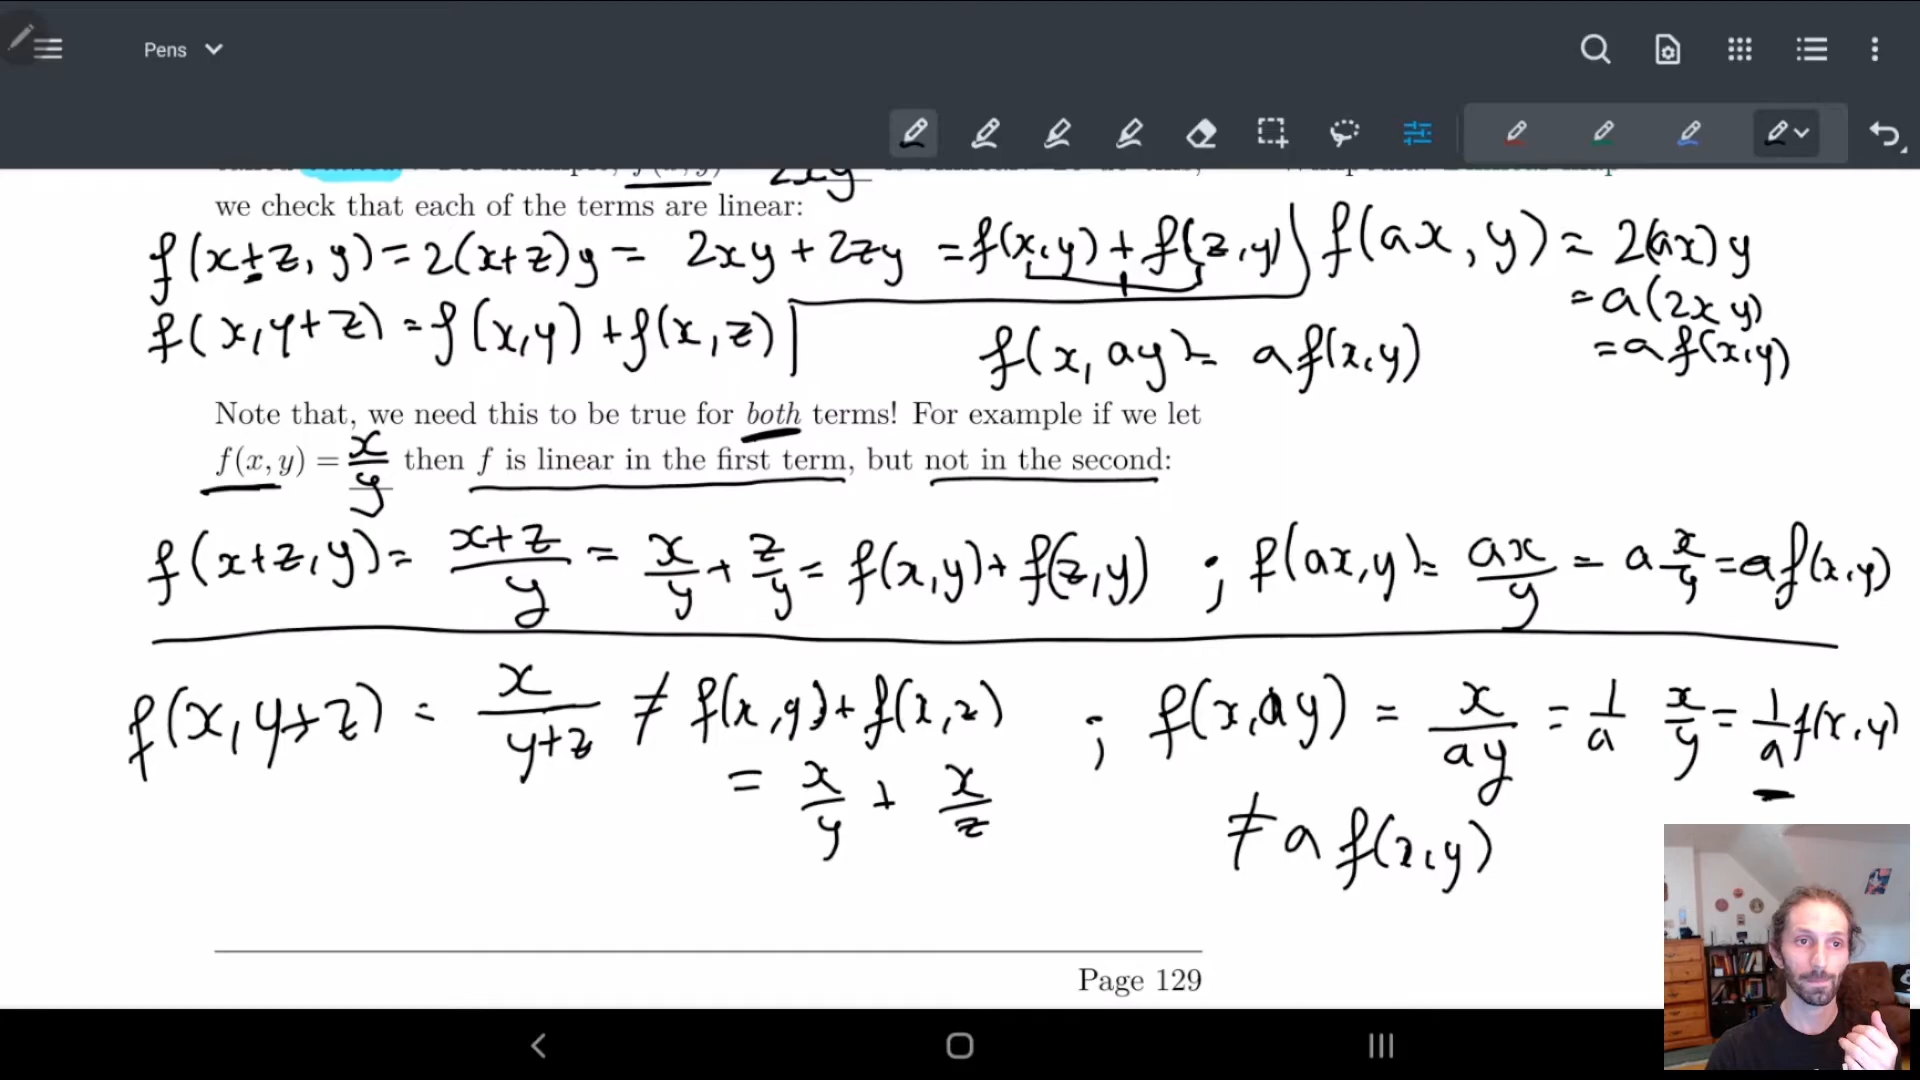 Pens
we check that each of the terms are linear:
f(x+z, y) = 2(x+z)y = 2xy + 2zy = f(x,y) + f(z,y)
f(ax, y) = 2(ax)y
= a(2xy)
= af(x,y)
f(x, y+z) = f(x,y) + f(x,z)
f(x, ay) = af(x,y)
Note that, we need this to be true for both terms! For example if we let
f(x, y) = x/y then f is linear in the first term, but not in the second:
f(x+z, y) = (x+z)/y = x/y + z/y = f(x,y) + f(z,y) ; f(ax,y) = ax/y = a x/y = af(x,y)
f(x, y+z) = x/(y+z) ≠ f(x,y) + f(x,z) ; f(x,ay) = x/(ay) = 1/a x/y = 1/a f(x,y)
= x/y + x/z
≠ a f(x,y)
Page 129